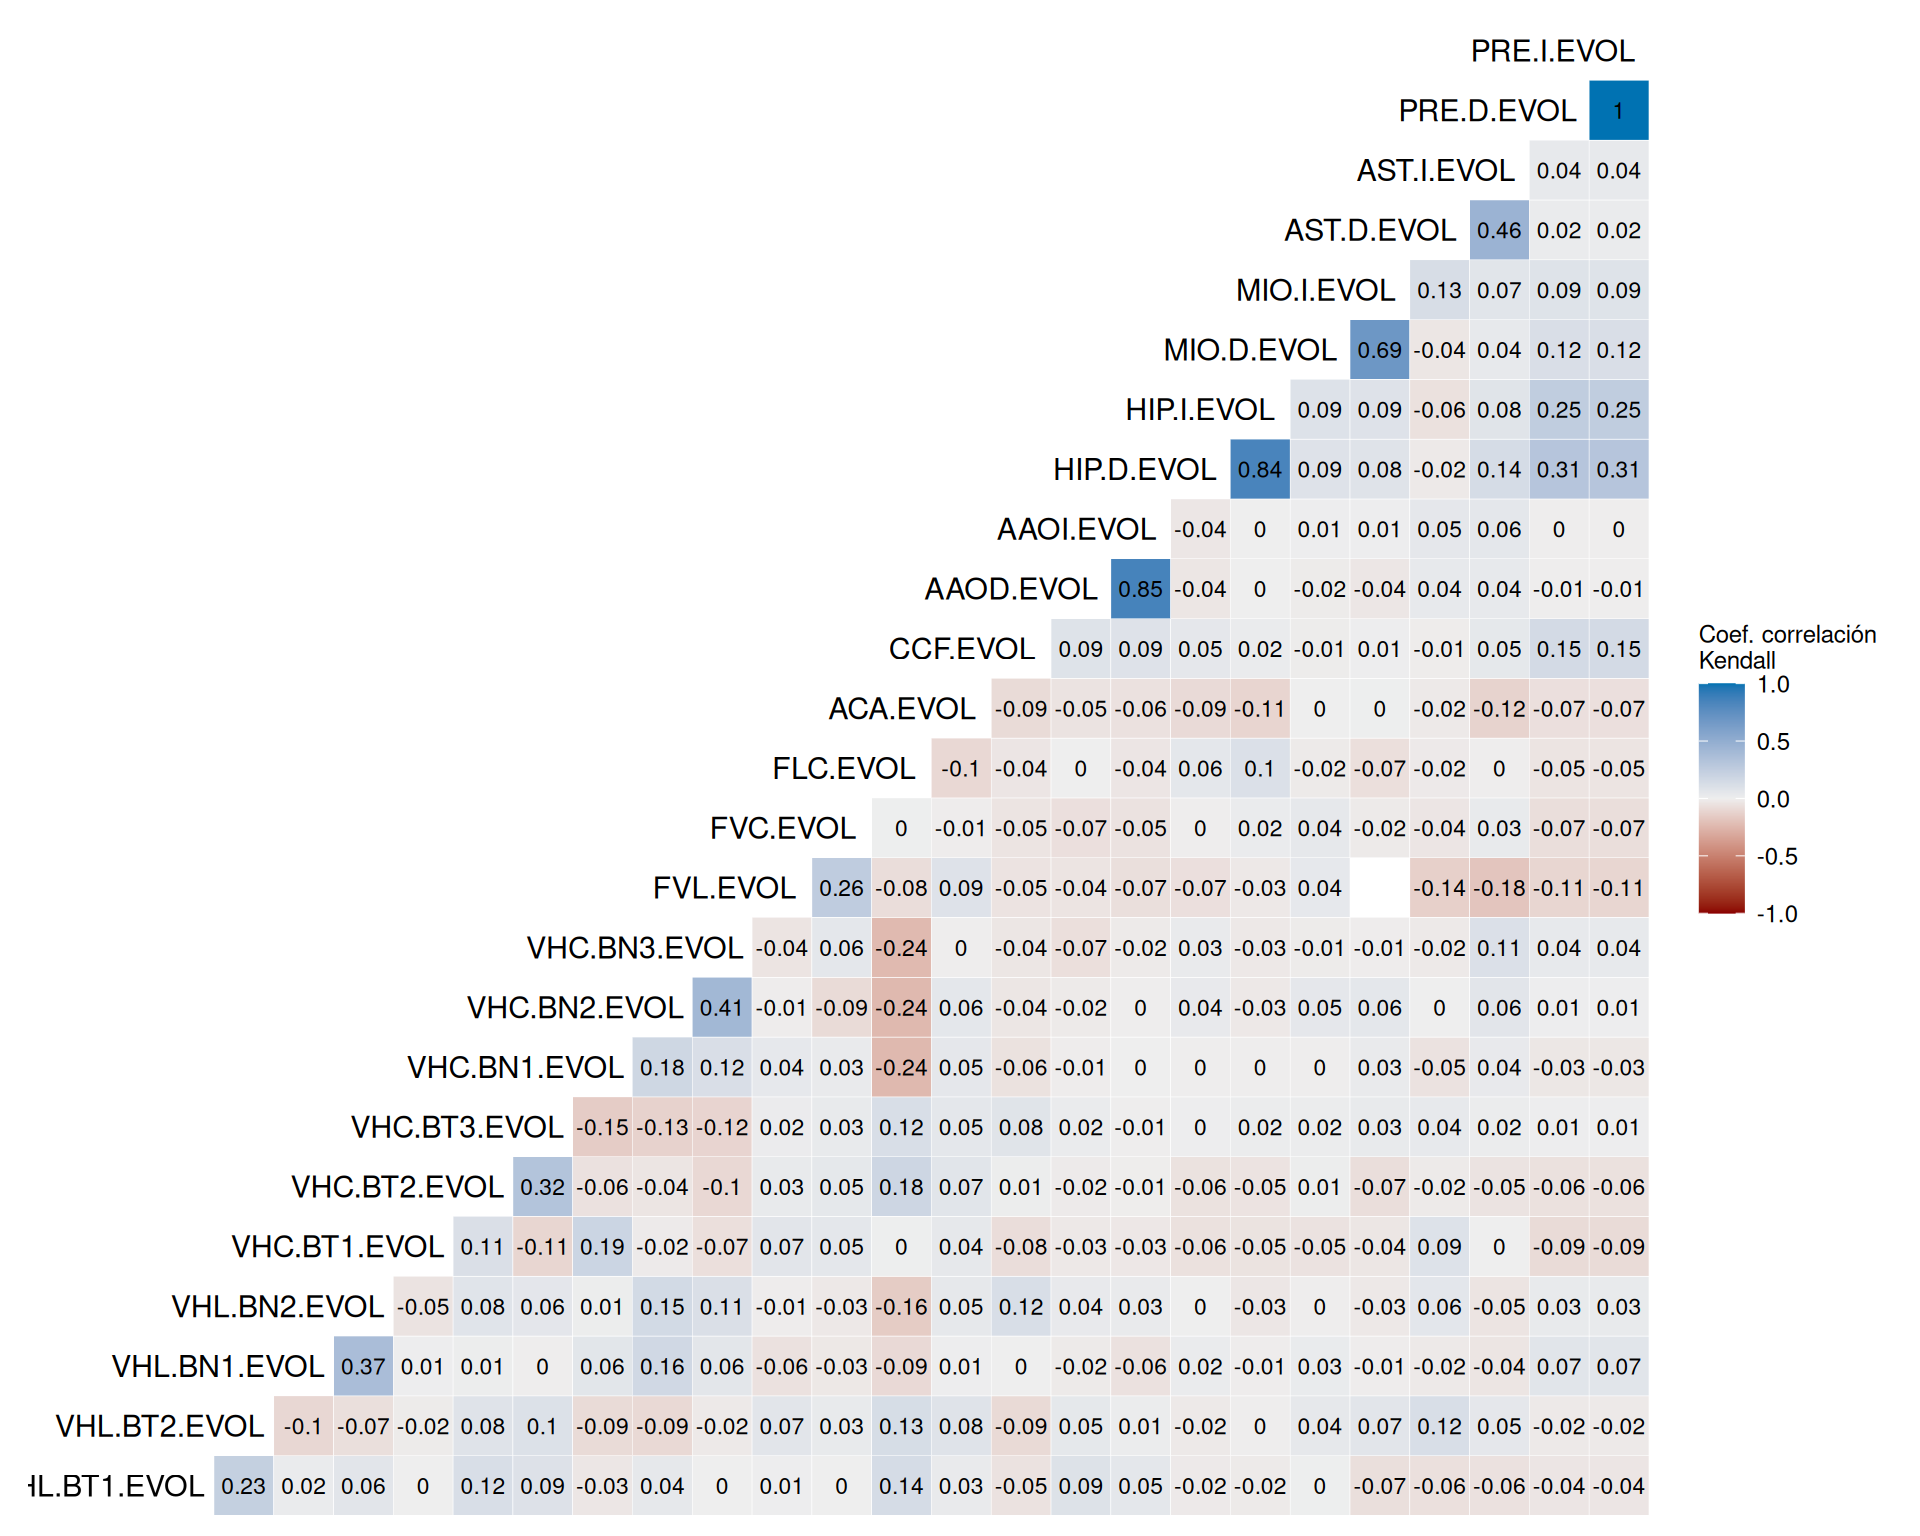 PRE.I.EVOL
PRE.D.EVOL 1
AST.I.EVOL 0.04 0.04
AST.D.EVOL 0.46 0.02 0.02
MIO.I.EVOL 0.13 0.07 0.09 0.09
MIO.D.EVOL 0.69 -0.04 0.04 0.12 0.12
HIP.I.EVOL 0.09 0.09 -0.06 0.08 0.25 0.25
HIP.D.EVOL 0.84 0.09 0.08 -0.02 0.14 0.31 0.31
AAOI.EVOL -0.04 0 0.01 0.01 0.05 0.06 0 0
AAOD.EVOL 0.85 -0.04 0 -0.02 -0.04 0.04 0.04 -0.01 -0.01
CCF.EVOL 0.09 0.09 0.05 0.02 -0.01 0.01 -0.01 0.05 0.15 0.15
ACA.EVOL -0.09 -0.05 -0.06 -0.09 -0.11 0 0 -0.02 -0.12 -0.07 -0.07
FLC.EVOL -0.1 -0.04 0 -0.04 0.06 0.1 -0.02 -0.07 -0.02 0 -0.05 -0.05
FVC.EVOL 0 -0.01 -0.05 -0.07 -0.05 0 0.02 0.04 -0.02 -0.04 0.03 -0.07 -0.07
FVL.EVOL 0.26 -0.08 0.09 -0.05 -0.04 -0.07 -0.07 -0.03 0.04 -0.14 -0.18 -0.11 -0.11
VHC.BN3.EVOL -0.04 0.06 -0.24 0 -0.04 -0.07 -0.02 0.03 -0.03 -0.01 -0.01 -0.02 0.11 0.04 0.04
VHC.BN2.EVOL 0.41 -0.01 -0.09 -0.24 0.06 -0.04 -0.02 0 0.04 -0.03 0.05 0.06 0 0.06 0.01 0.01
VHC.BN1.EVOL 0.18 0.12 0.04 0.03 -0.24 0.05 -0.06 -0.01 0 0 0 0 0.03 -0.05 0.04 -0.03 -0.03
VHC.BT3.EVOL -0.15 -0.13 -0.12 0.02 0.03 0.12 0.05 0.08 0.02 -0.01 0 0.02 0.02 0.03 0.04 0.02 0.01 0.01
VHC.BT2.EVOL 0.32 -0.06 -0.04 -0.1 0.03 0.05 0.18 0.07 0.01 -0.02 -0.01 -0.06 -0.05 0.01 -0.07 -0.02 -0.05 -0.06 -0.06
VHC.BT1.EVOL 0.11 -0.11 0.19 -0.02 -0.07 0.07 0.05 0 0.04 -0.08 -0.03 -0.03 -0.06 -0.05 -0.05 -0.04 0.09 0 -0.09 -0.09
VHL.BN2.EVOL -0.05 0.08 0.06 0.01 0.15 0.11 -0.01 -0.03 -0.16 0.05 0.12 0.04 0.03 0 -0.03 0 -0.03 0.06 -0.05 0.03 0.03
VHL.BN1.EVOL 0.37 0.01 0.01 0 0.06 0.16 0.06 -0.06 -0.03 -0.09 0.01 0 -0.02 -0.06 0.02 -0.01 0.03 -0.01 -0.02 -0.04 0.07 0.07
VHL.BT2.EVOL -0.1 -0.07 -0.02 0.08 0.1 -0.09 -0.09 -0.02 0.07 0.03 0.13 0.08 -0.09 0.05 0.01 -0.02 0 0.04 0.07 0.12 0.05 -0.02 -0.02
HL.BT1.EVOL 0.23 0.02 0.06 0 0.12 0.09 -0.03 0.04 0 0.01 0 0.14 0.03 -0.05 0.09 0.05 -0.02 -0.02 0 -0.07 -0.06 -0.06 -0.04 -0.04
Coef. correlación
Kendall
1.0
0.5
0.0
-0.5
-1.0